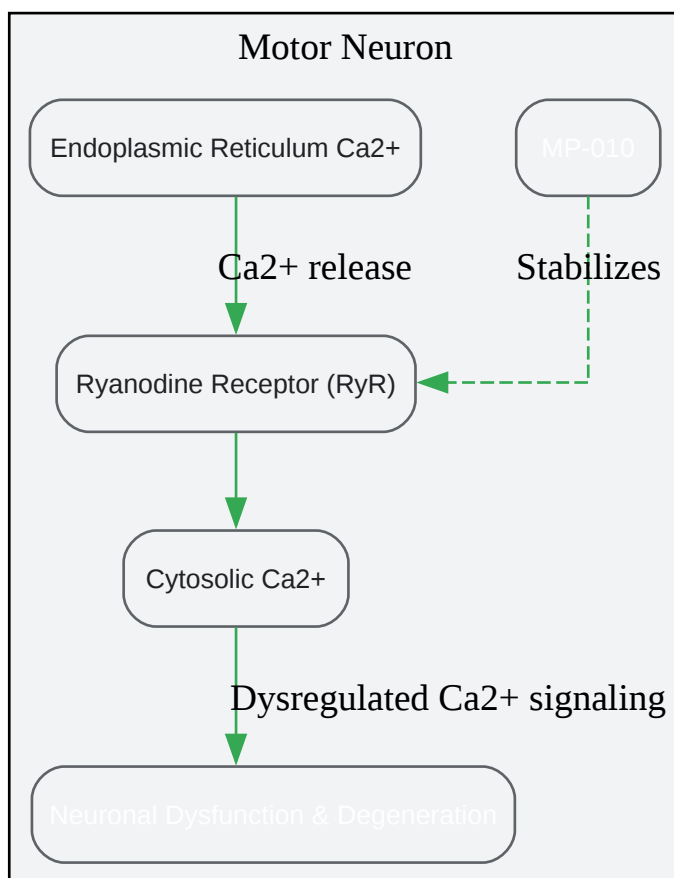 Motor Neuron
Endoplasmic Reticulum Ca2+
MP-010
Ca2+ release
Stabilizes
Ryanodine Receptor (RyR)
Cytosolic Ca2+
Dysregulated Ca2+ signaling
Neuronal Dysfunction & Degeneration